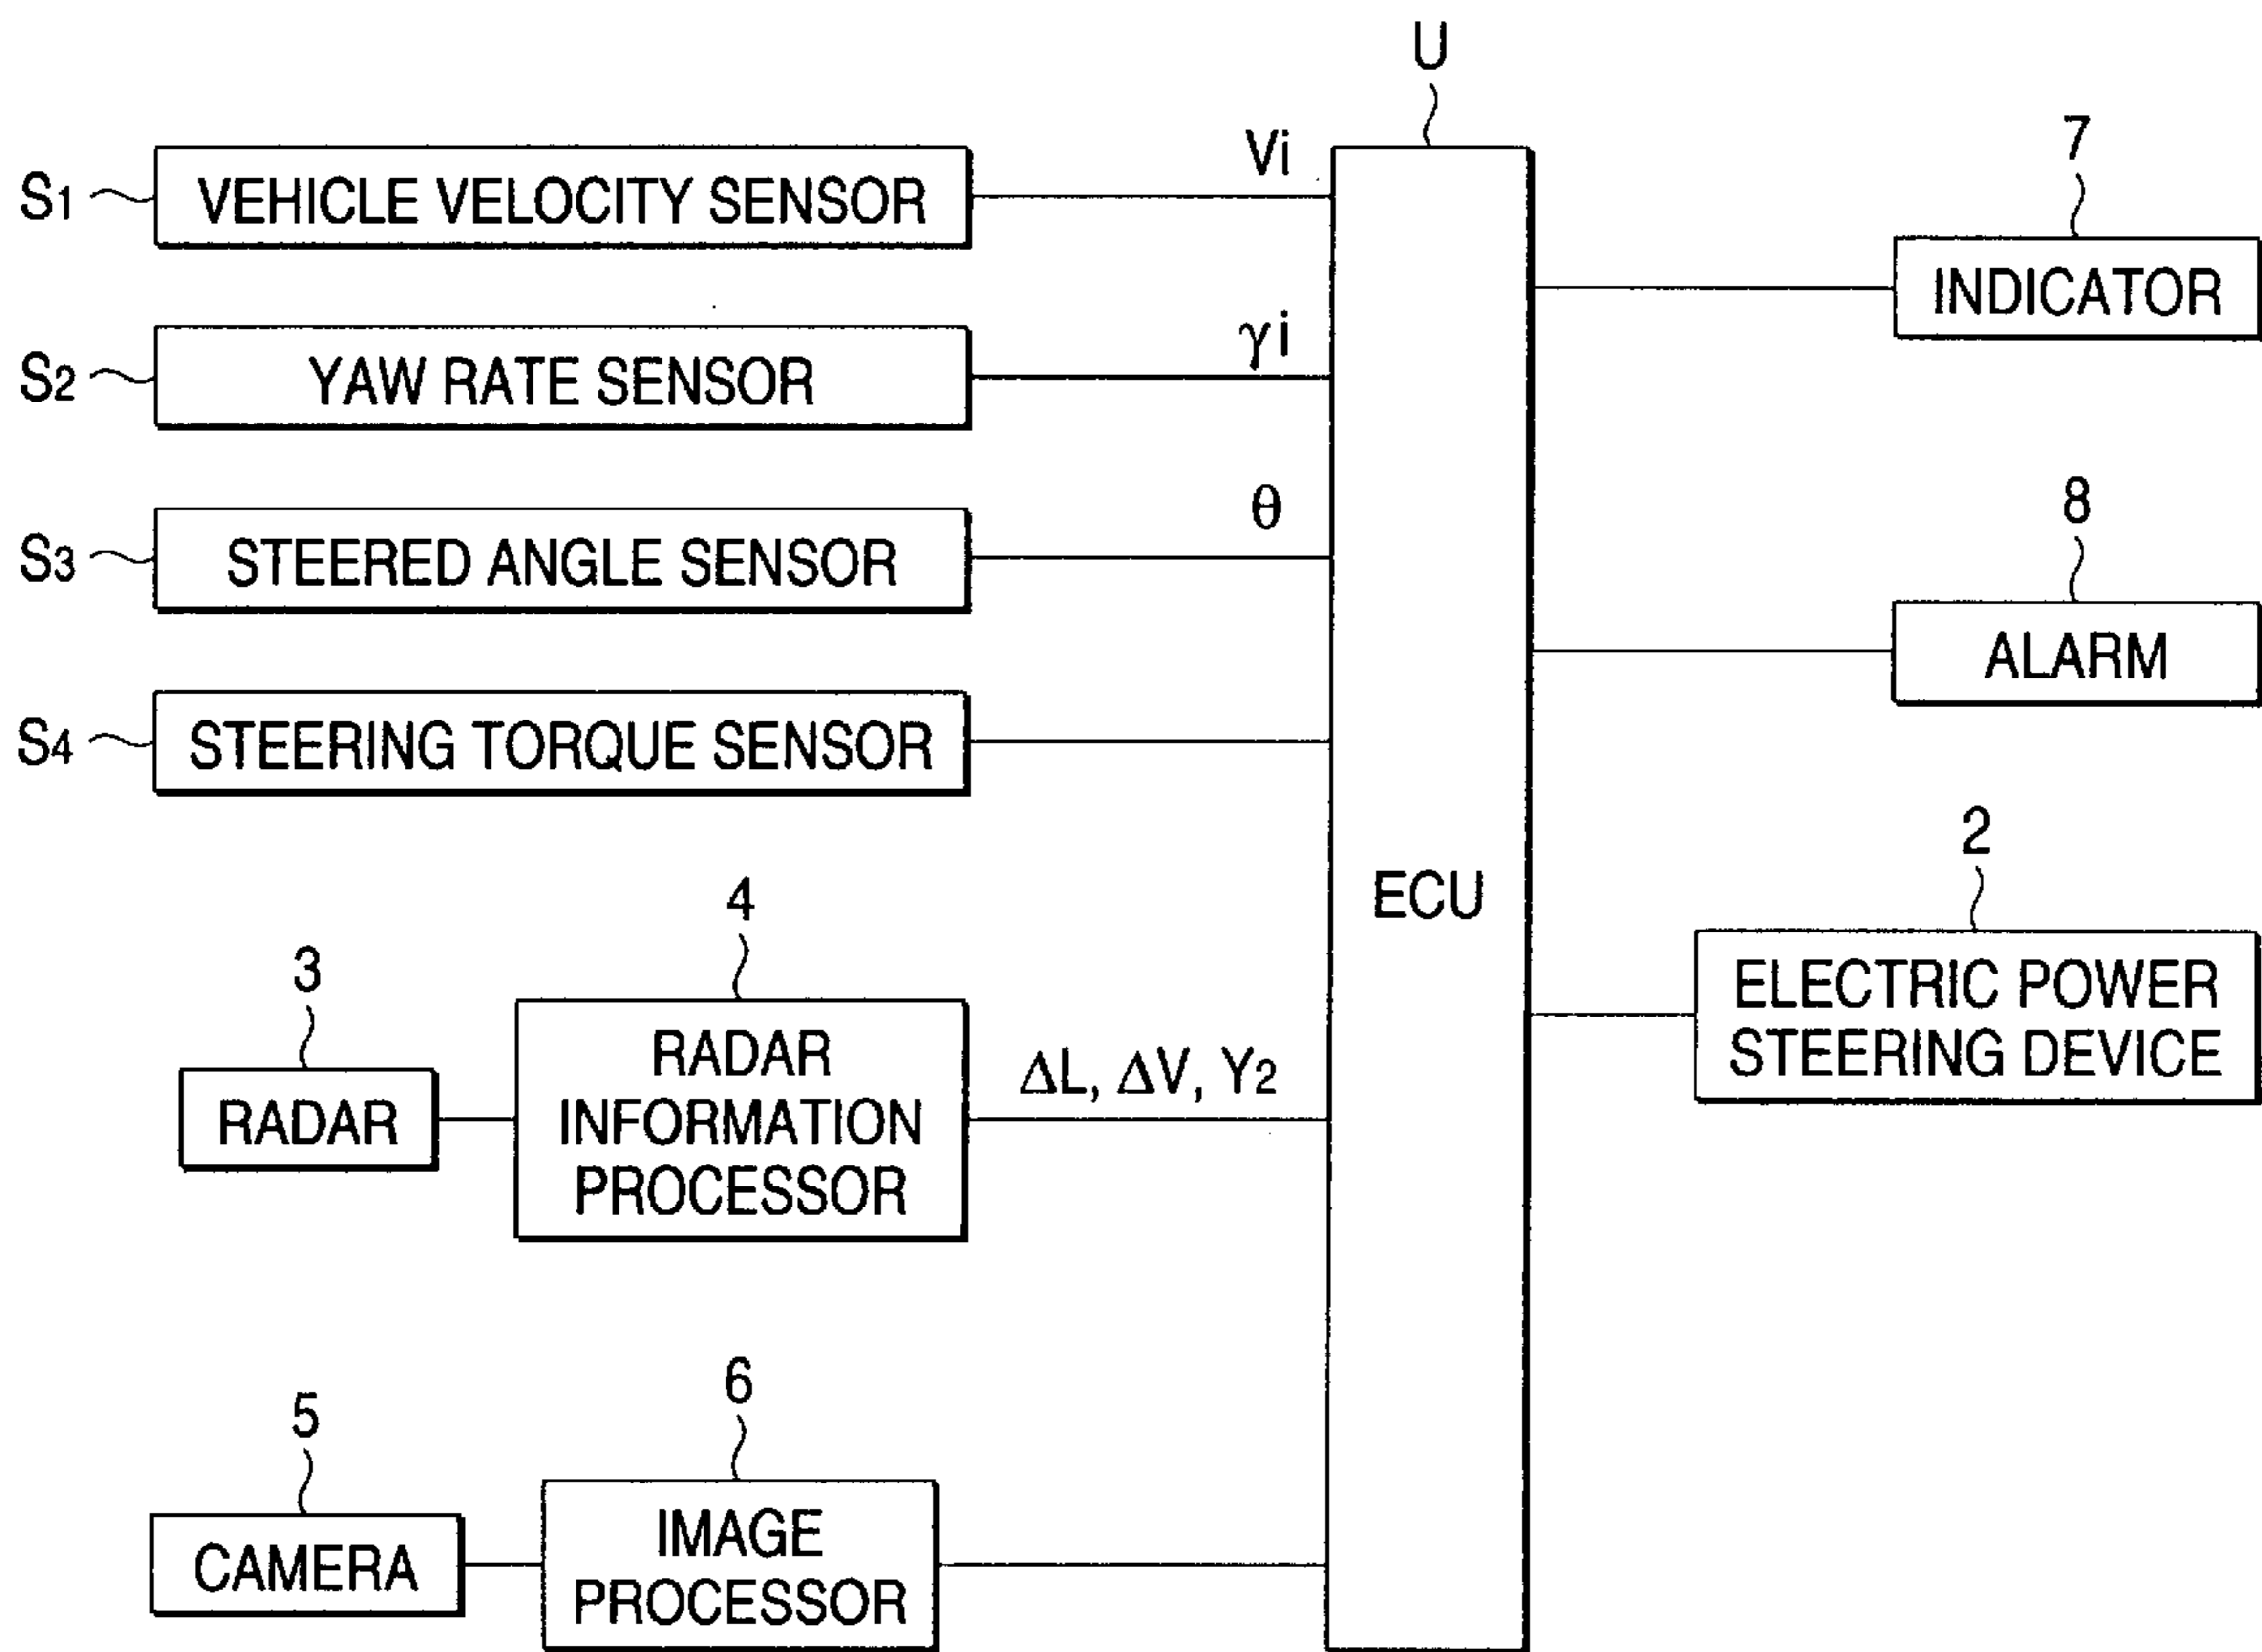 U
Vi
S1
VEHICLE VELOCITY SENSOR
7
INDICATOR
γi
S2
YAW RATE SENSOR
θ
S3
STEERED ANGLE SENSOR
8
ALARM
S4
STEERING TORQUE SENSOR
ECU
2
ELECTRIC POWER
STEERING DEVICE
3
RADAR
4
RADAR
INFORMATION
PROCESSOR
ΔL, ΔV, Y2
5
CAMERA
6
IMAGE
PROCESSOR